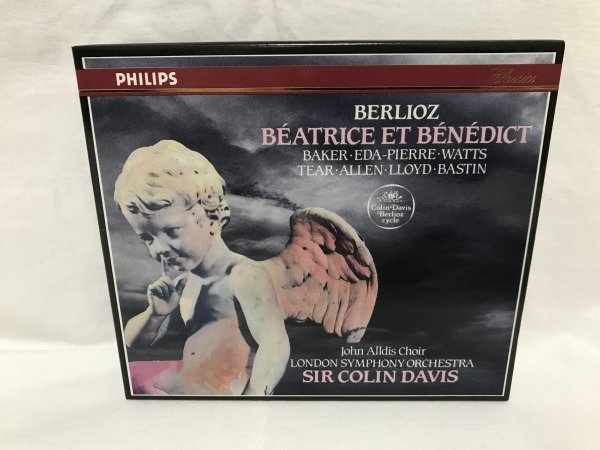 PHILIPS
Classics
BERLIOZ
BÉATRICE ET BÉNÉDICT
BAKER·EDA-PIERRE·WATTS
TEAR·ALLEN·LLOYD·BASTIN
Colin Davis
Berlioz
cycle
John Alldis Choir
LONDON SYMPHONY ORCHESTRA
SIR COLIN DAVIS